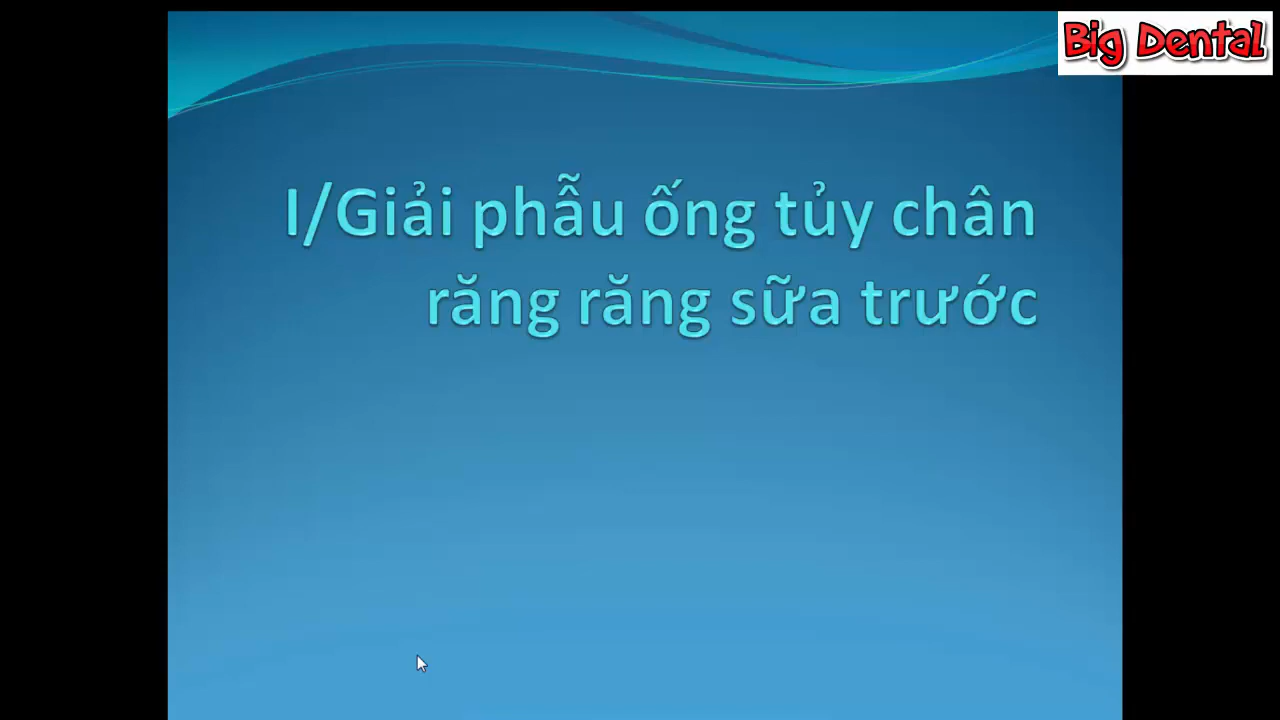 Big Dental
I/Giải phẫu ống tủy chân
răng răng sữa trước